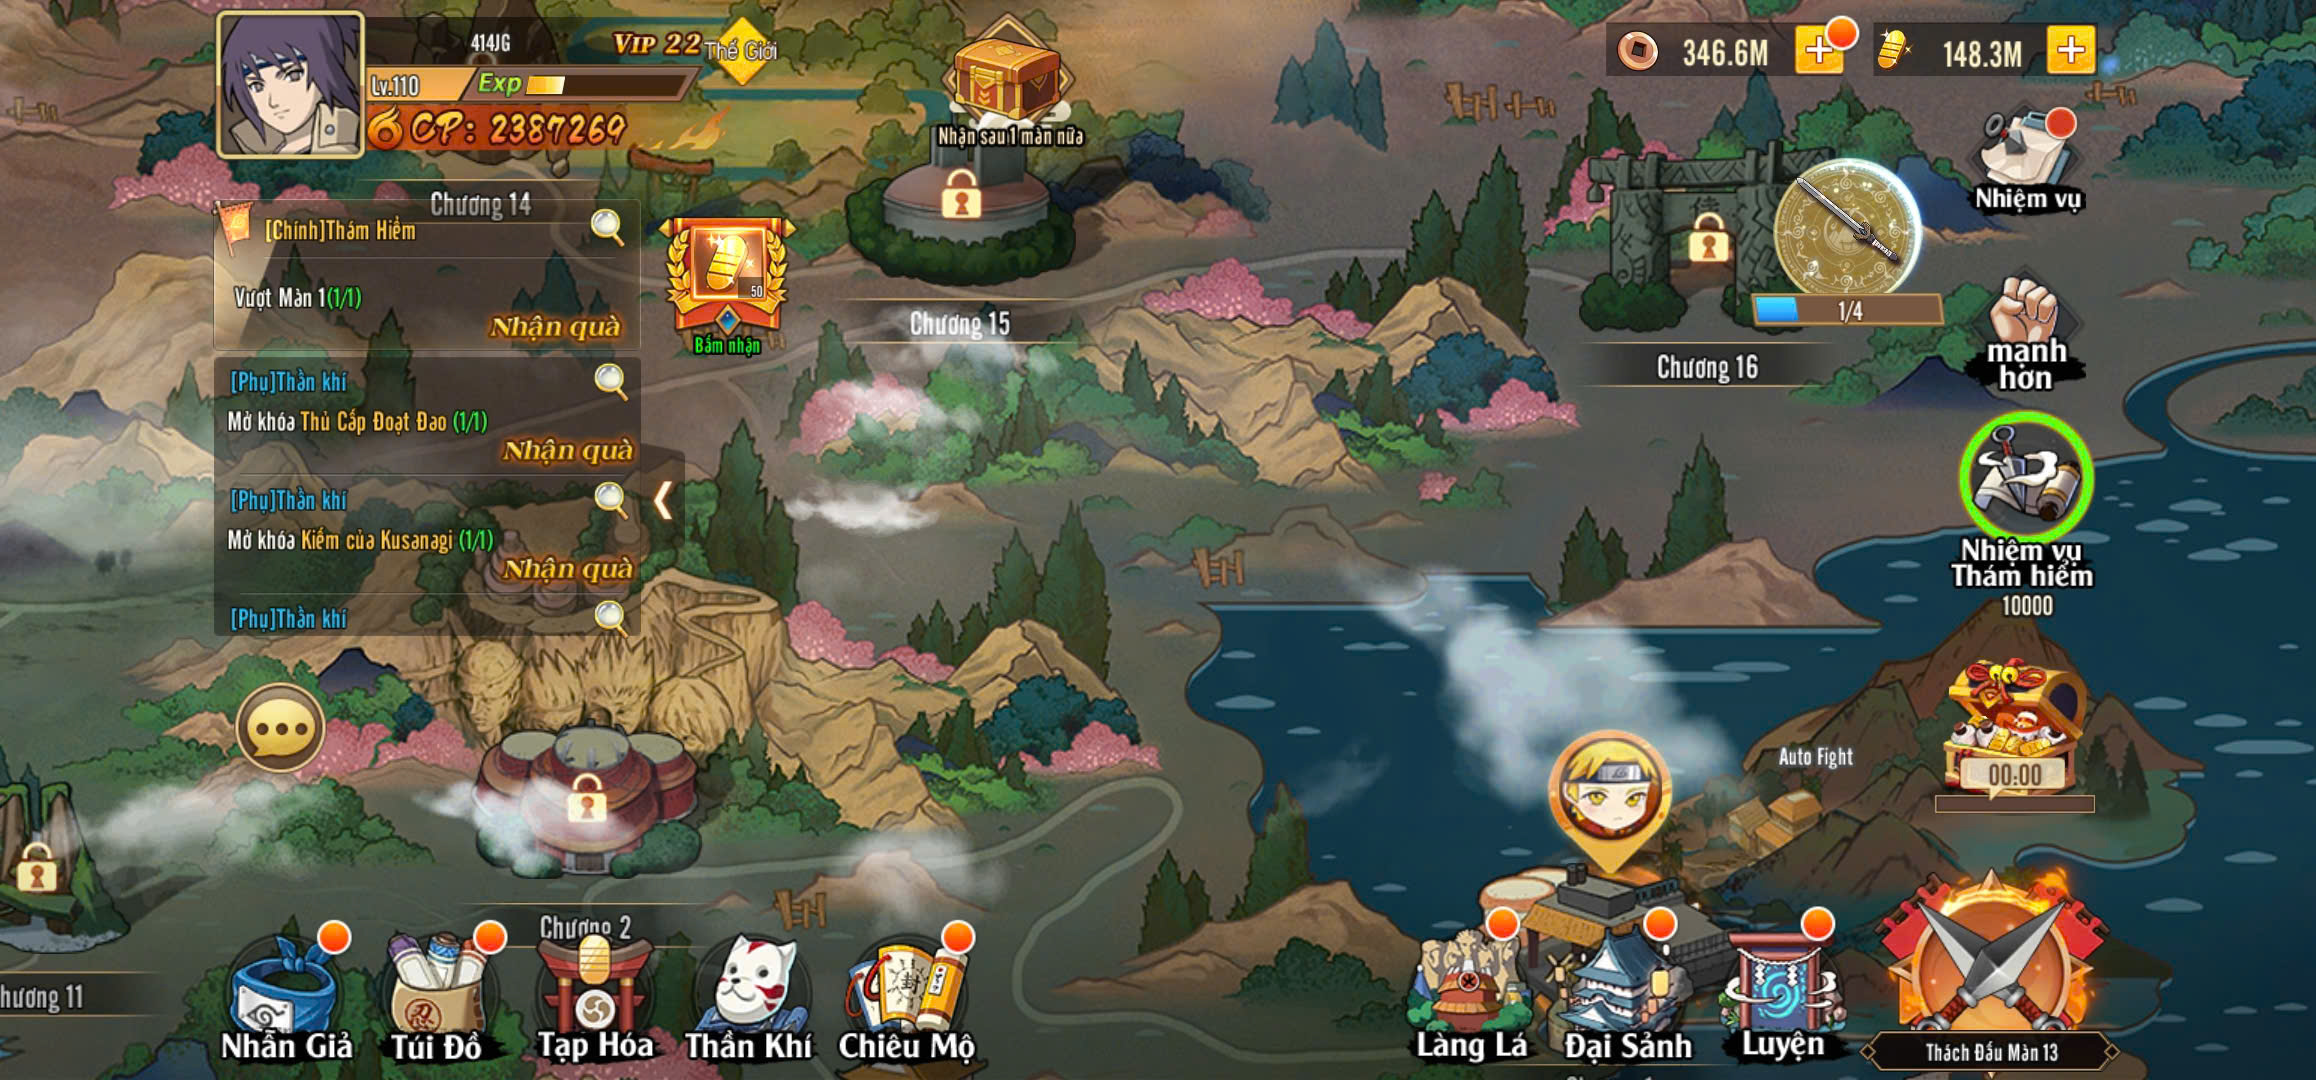 414JG
VIP 22
Thế Giới
Lv.110
Exp
CP: 2387269
346.6M
148.3M
Nhận sau 1 màn nữa
Nhiệm vụ
Chương 14
[Chính]Thám Hiểm
Vượt Màn 1(1/1)
Nhận quà
50
Bấm nhận
Chương 15
1/4
Chương 16
mạnh
hơn
[Phụ]Thần khí
Mở khóa Thủ Cấp Đoạt Đao (1/1)
Nhận quà
[Phụ]Thần khí
Mở khóa Kiếm của Kusanagi (1/1)
Nhận quà
[Phụ]Thần khí
Nhiệm vụ
Thám hiểm
10000
Auto Fight
00:00
Chương 2
hương 11
Nhẫn Giả
Túi Đồ
忍
Tạp Hóa
Thần Khí
封
Chiêu Mộ
Làng Lá
Đại Sảnh
Luyện
Thách Đấu Màn 13